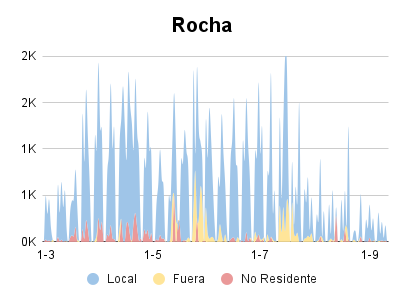 Rocha
2K
2K
1K
1K
0K
1-3 1-5 1-7 1-9
Local Fuera No Residente